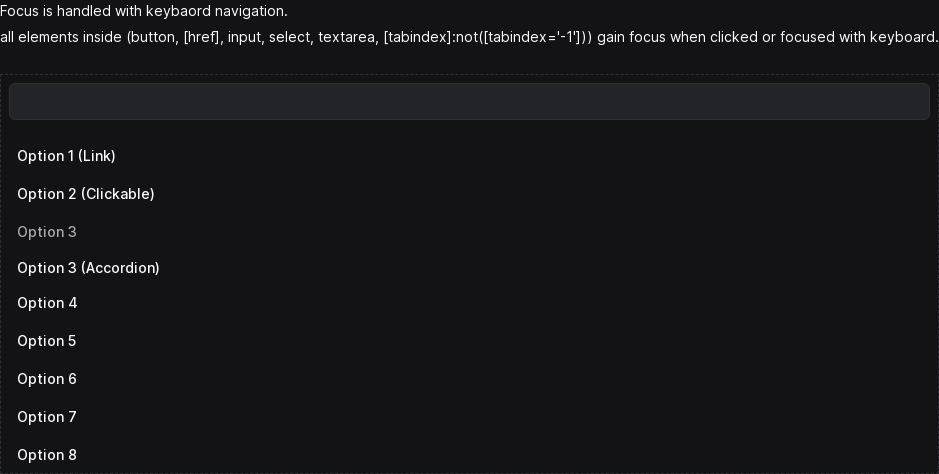 Focus is handled with keybaord navigation.
all elements inside (button, [href], input, select, textarea, [tabindex]:not([tabindex='-1'])) gain focus when clicked or focused with keyboard.
Option 1 (Link)
Option 2 (Clickable)
Option 3
Option 3 (Accordion)
Option 4
Option 5
Option 6
Option 7
Option 8